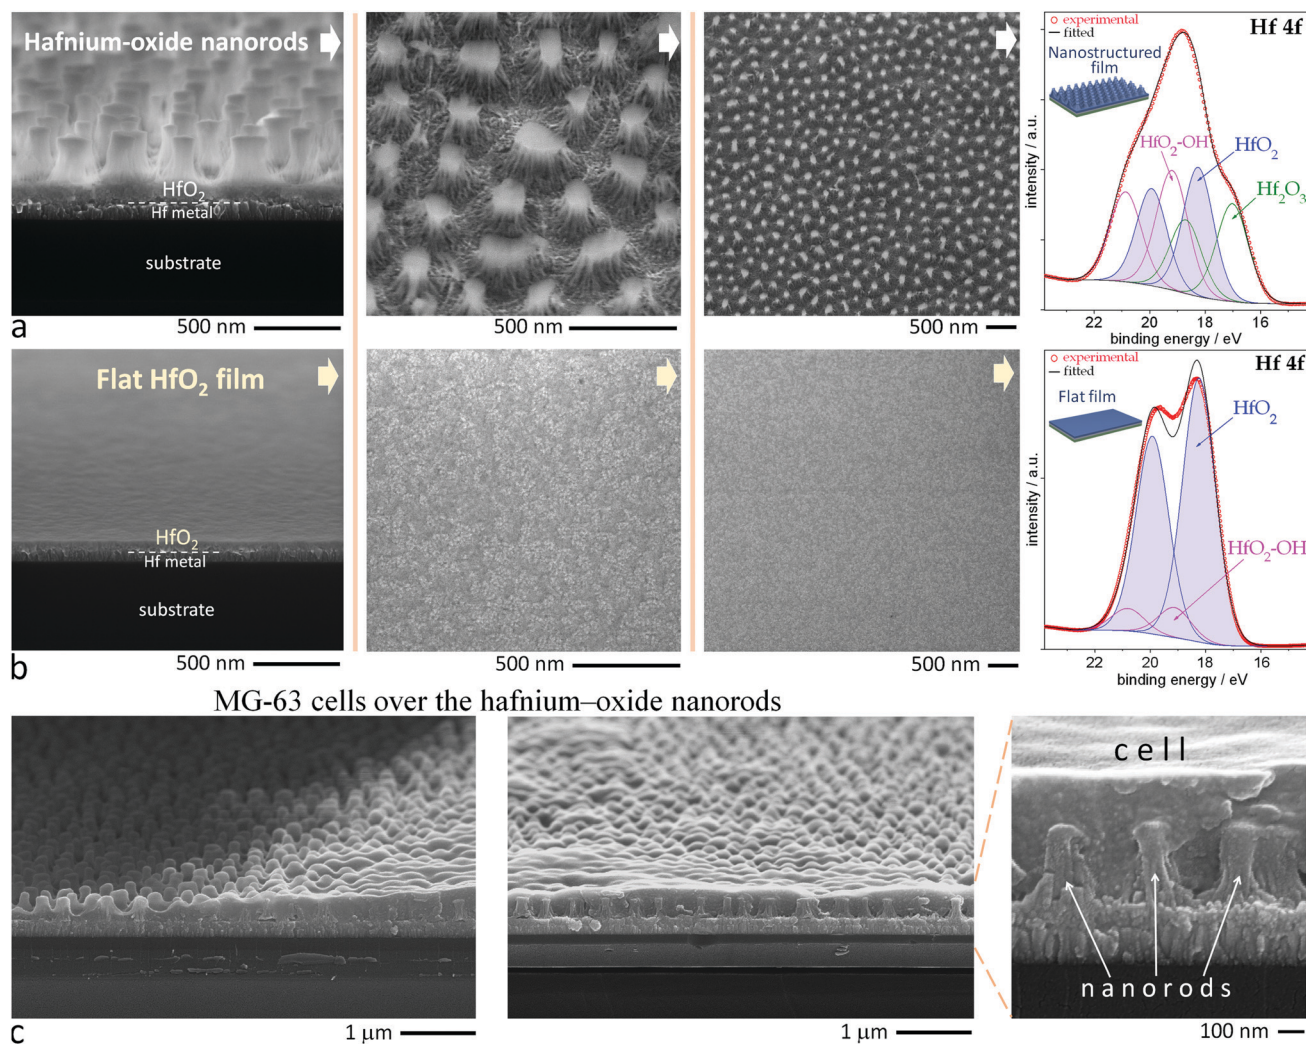 Hafnium-oxide nanorods
HfO₂
Hf metal
substrate
a
500 nm
500 nm
500 nm
experimental
fitted
Hf 4f
Nanostructured
film
HfO₂-OH
HfO₂
Hf₂O₃
intensity / a.u.
22 20 18 16
binding energy / eV
Flat HfO₂ film
HfO₂
Hf metal
substrate
b
500 nm
500 nm
500 nm
experimental
fitted
Hf 4f
Flat film
HfO₂
HfO₂-OH
intensity / a.u.
22 20 18 16
binding energy / eV
MG-63 cells over the hafnium–oxide nanorods
cell
nanorods
c
1 µm
1 µm
100 nm